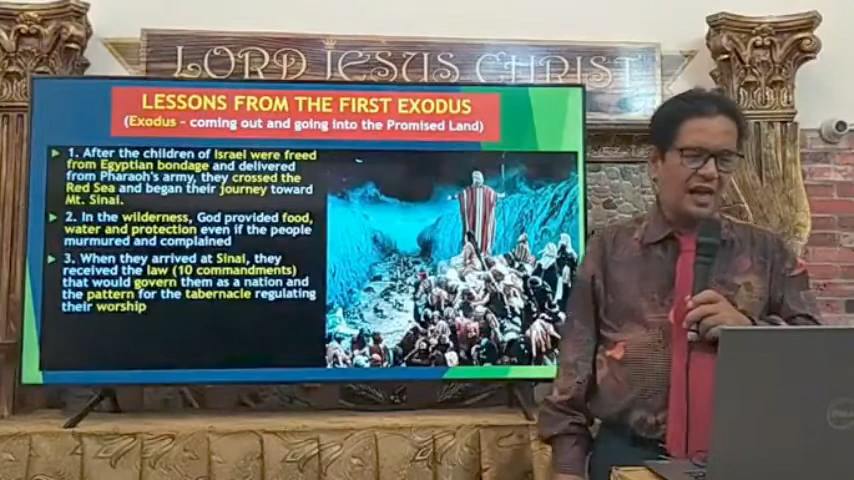 LORD JESUS CHRIST
LESSONS FROM THE FIRST EXODUS
(Exodus - coming out and going into the Promised Land)
1. After the children of Israel were freed
from Egyptian bondage and delivered
from Pharaoh's army, they crossed the
Red Sea and began their journey toward
Mt. Sinai.
2. In the wilderness, God provided food,
water and protection even if the people
murmured and complained
3. When they arrived at Sinai, they
received the law (10 commandments)
that would govern them as a nation and
the pattern for the tabernacle regulating
their worship
DELL